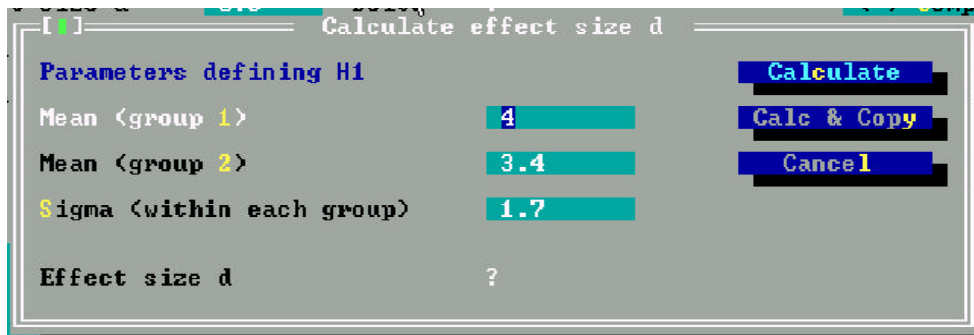 [ ] Calculate effect size d
Parameters defining H1 Calculate
Mean (group 1) 4 Calc & Copy
Mean (group 2) 3.4 Cancel
Sigma (within each group) 1.7
Effect size d ?